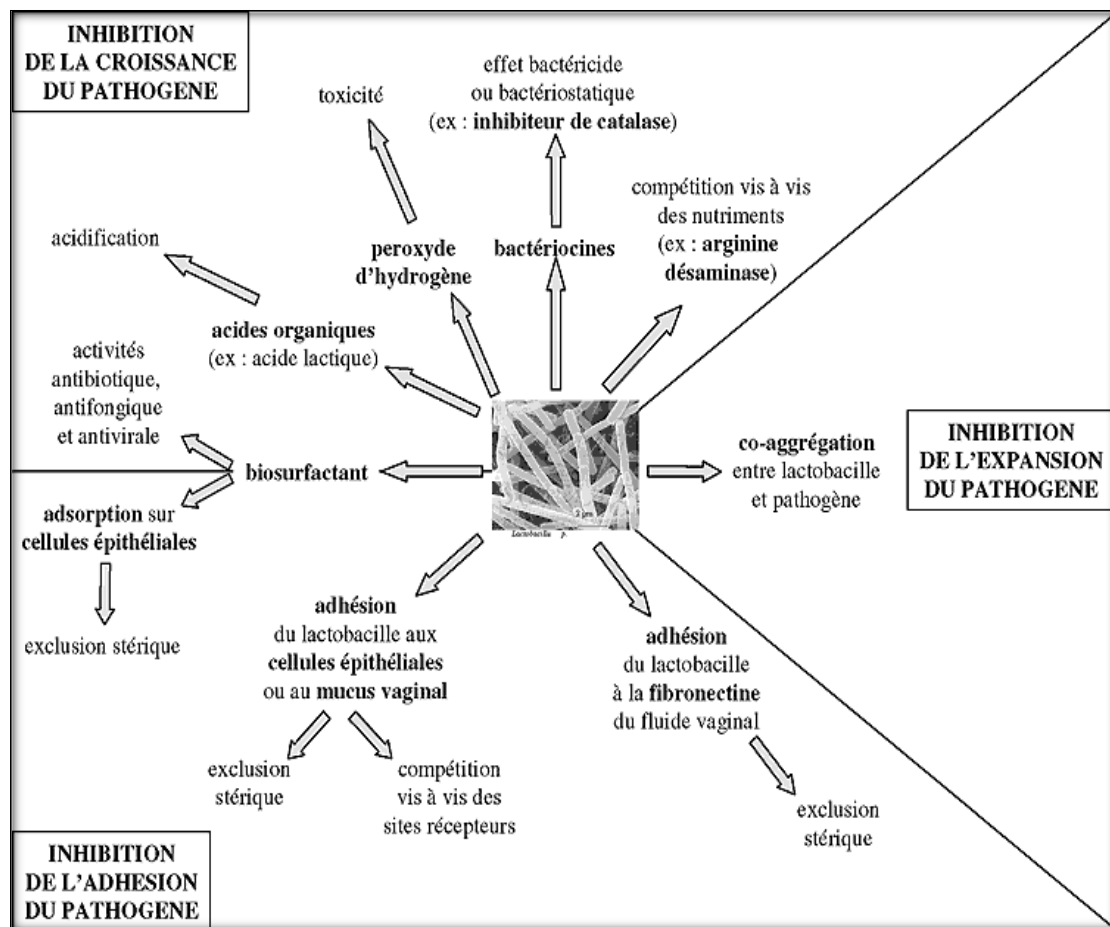 INHIBITION
DE LA CROISSANCE
DU PATHOGENE
toxicité
effet bactéricide
ou bactériostatique
(ex : inhibiteur de catalase)
compétition vis à vis
des nutriments
(ex : arginine
désaminase)
acidification
peroxyde
d'hydrogène
bactériocines
acides organiques
(ex : acide lactique)
activités
antibiotique,
antifongique
et antivirale
biosurfactant
co-aggrégation
entre lactobacille
et pathogène
INHIBITION
DE L'EXPANSION
DU PATHOGENE
adsorption sur
cellules épithéliales
exclusion stérique
adhésion
du lactobacille aux
cellules épithéliales
ou au mucus vaginal
adhésion
du lactobacille
à la fibronectine
du fluide vaginal
exclusion
stérique
compétition
vis à vis des
sites récepteurs
exclusion
stérique
INHIBITION
DE L'ADHESION
DU PATHOGENE